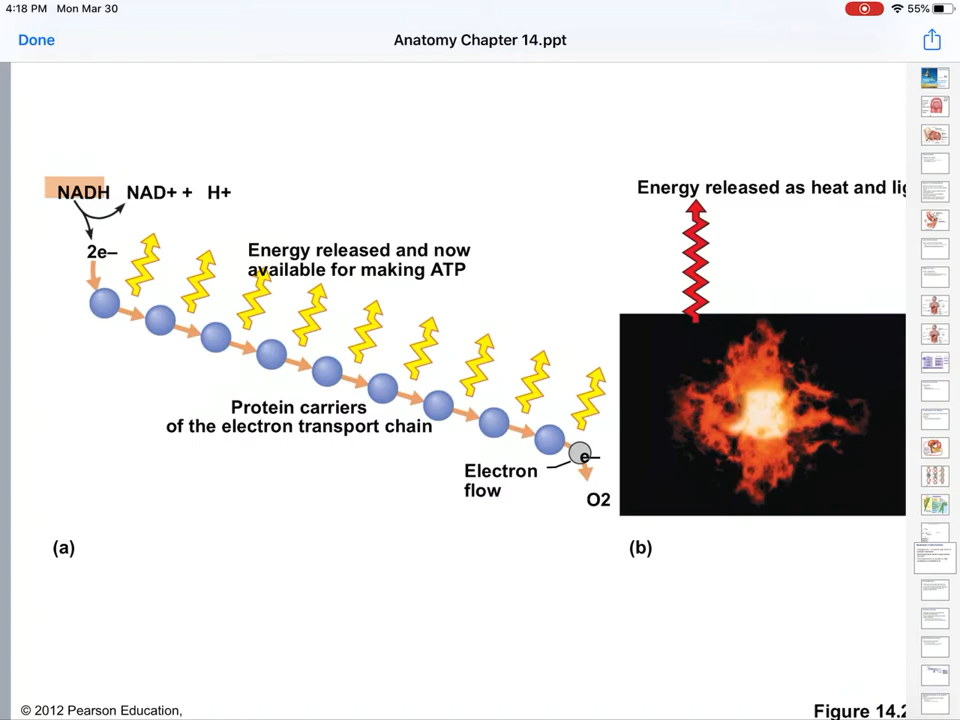 4:18 PM Mon Mar 30
55%
Done
Anatomy Chapter 14.ppt
NADH NAD+ + H+
2e–
Energy released and now
available for making ATP
Protein carriers
of the electron transport chain
e–
Electron
flow
O2
(a)
Energy released as heat and lig
(b)
© 2012 Pearson Education,
Figure 14.2